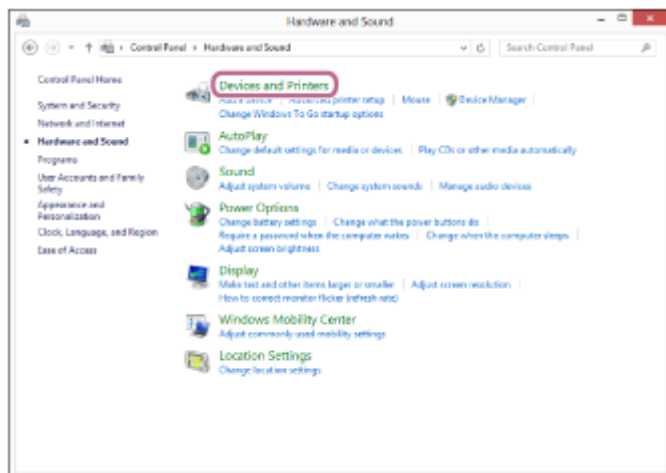 Hardware and Sound
Control Panel › Hardware and Sound
Search Control Panel
Control Panel Home
System and Security
Network and Internet
Hardware and Sound
Programs
User Accounts and Family
Safety
Appearance and
Personalization
Clock, Language, and Region
Ease of Access
Devices and Printers
Add a device | Advanced printer setup | Mouse | Device Manager |
Change Windows To Go startup options
AutoPlay
Change default settings for media or devices | Play CDs or other media automatically
Sound
Adjust system volume | Change system sounds | Manage audio devices
Power Options
Change battery settings | Change what the power buttons do |
Require a password when the computer wakes | Change when the computer sleeps |
Adjust screen brightness
Display
Make text and other items larger or smaller | Adjust screen resolution |
How to correct monitor flicker (refresh rate)
Windows Mobility Center
Adjust commonly used mobility settings
Location Settings
Change location settings